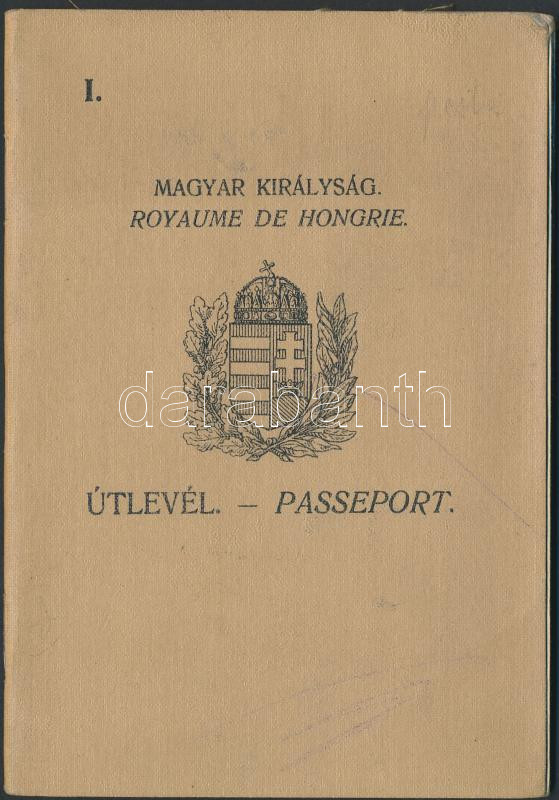 I.
MAGYAR KIRÁLYSÁG.
ROYAUME DE HONGRIE.
darabanth
ÚTLEVÉL. – PASSEPORT.